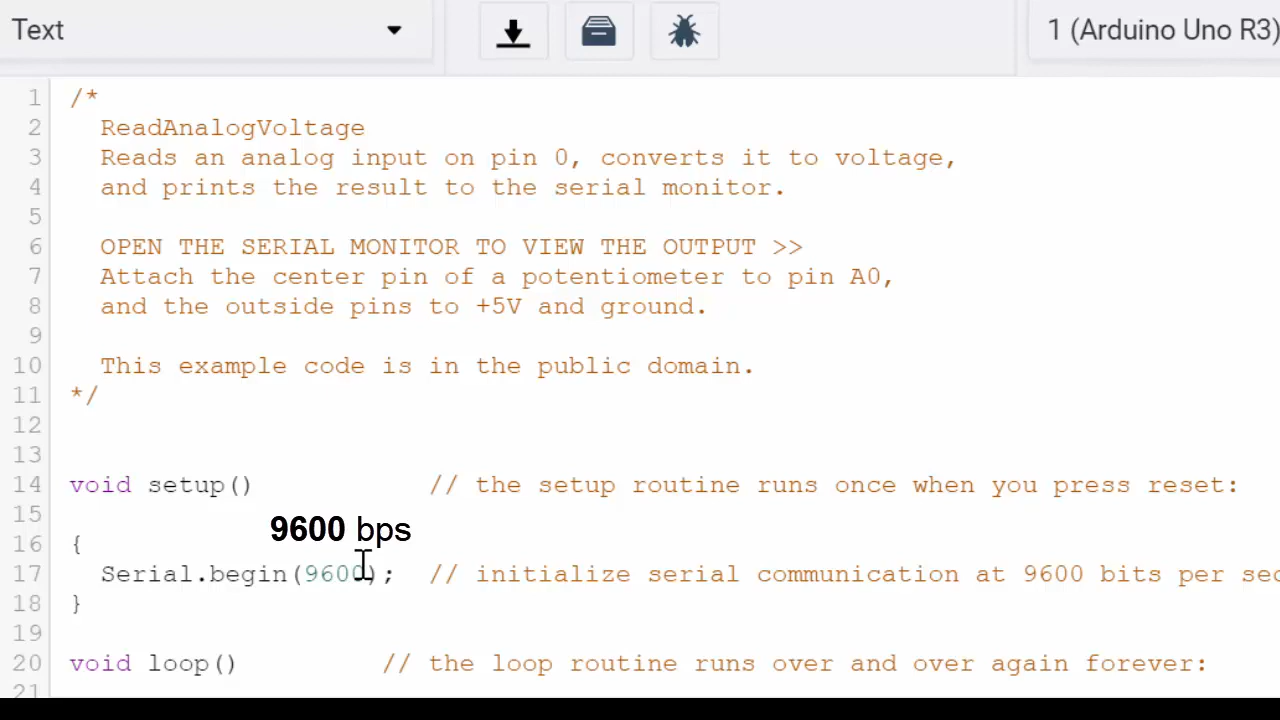 Text
1 (Arduino Uno R3)
1 /*
2 ReadAnalogVoltage
3 Reads an analog input on pin 0, converts it to voltage,
4 and prints the result to the serial monitor.
5
6 OPEN THE SERIAL MONITOR TO VIEW THE OUTPUT >>
7 Attach the center pin of a potentiometer to pin A0,
8 and the outside pins to +5V and ground.
9
10 This example code is in the public domain.
11 */
12
13
14 void setup() // the setup routine runs once when you press reset:
15
9600 bps
16 {
17 Serial.begin(9600); // initialize serial communication at 9600 bits per sec
18 }
19
20 void loop() // the loop routine runs over and over again forever:
21